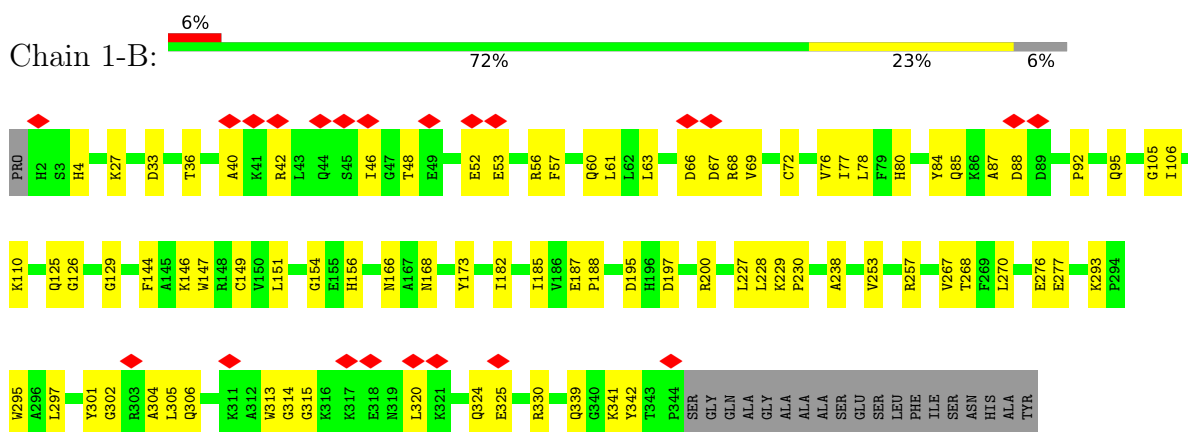 6%
Chain 1-B:
72% 23% 6%
PRO H2 S3 H4 K27 D33 T36 A40 K41 R42 L43 Q44 S45 I46 G47 T48 E49 E52 E53 R56 F57 Q60 L61 L62 L63 D66 D67 R68 V69 C72 V76 I77 L78 F79 H80 Y84 Q85 K86 A87 D88 D89 P92 Q95 G105 I106
K110 Q125 G126 G129 F144 A145 K146 W147 R148 C149 V150 L151 G154 E155 H156 N166 A167 N168 Y173 I182 I185 V186 E187 P188 D195 H196 D197 R200 L227 L228 K229 P230 A238 V253 R257 V267 T268 F269 L270 E276 E277 K293 P294
W295 A296 L297 Y301 G302 R303 A304 L305 Q306 K311 A312 W313 G314 G315 K316 K317 E318 N319 L320 K321 Q324 E325 R330 Q339 G340 K341 Y342 T343 P344 SER GLY GLN ALA GLY ALA ALA ALA SER GLU SER LEU PHE ILE SER ASN HIS ALA TYR